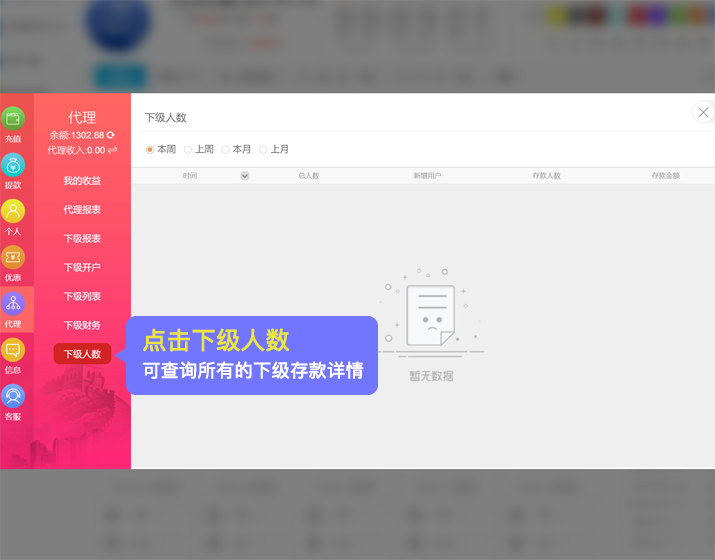 充值
提款
个人
优惠
代理
信息
客服
代理
余额:1302.88
代理收入:0.00
我的收益
代理报表
下级报表
下级开户
下级列表
下级财务
下级人数
下级人数
本周 上周 本月 上月
时间 总人数 新增用户 存款人数 存款金额
点击下级人数
可查询所有的下级存款详情
暂无数据